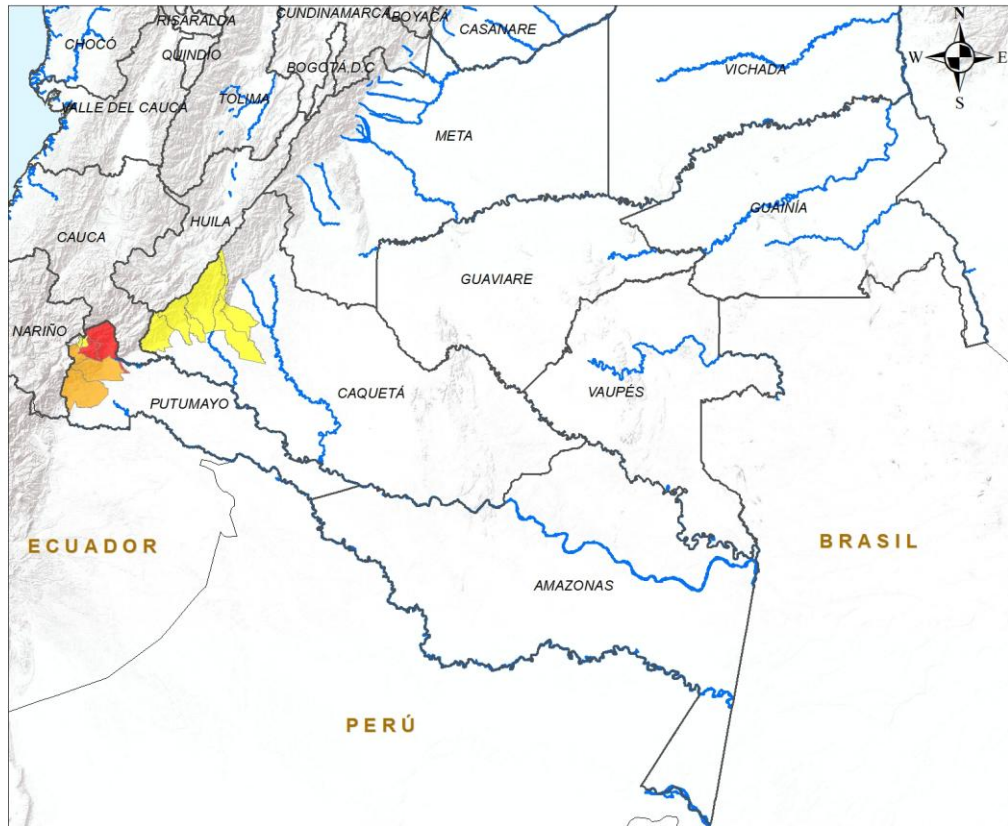 CUNDINAMARCA
BOYACÁ
RISARALDA
CASANARE
N
CHOCÓ
QUINDÍO
BOGOTÁ D.C
VICHADA
W
E
S
VALLE DEL CAUCA
TOLIMA
META
GUAINÍA
HUILA
CAUCA
GUAVIARE
NARIÑO
CAQUETÁ
VAUPÉS
PUTUMAYO
ECUADOR
BRASIL
AMAZONAS
PERÚ